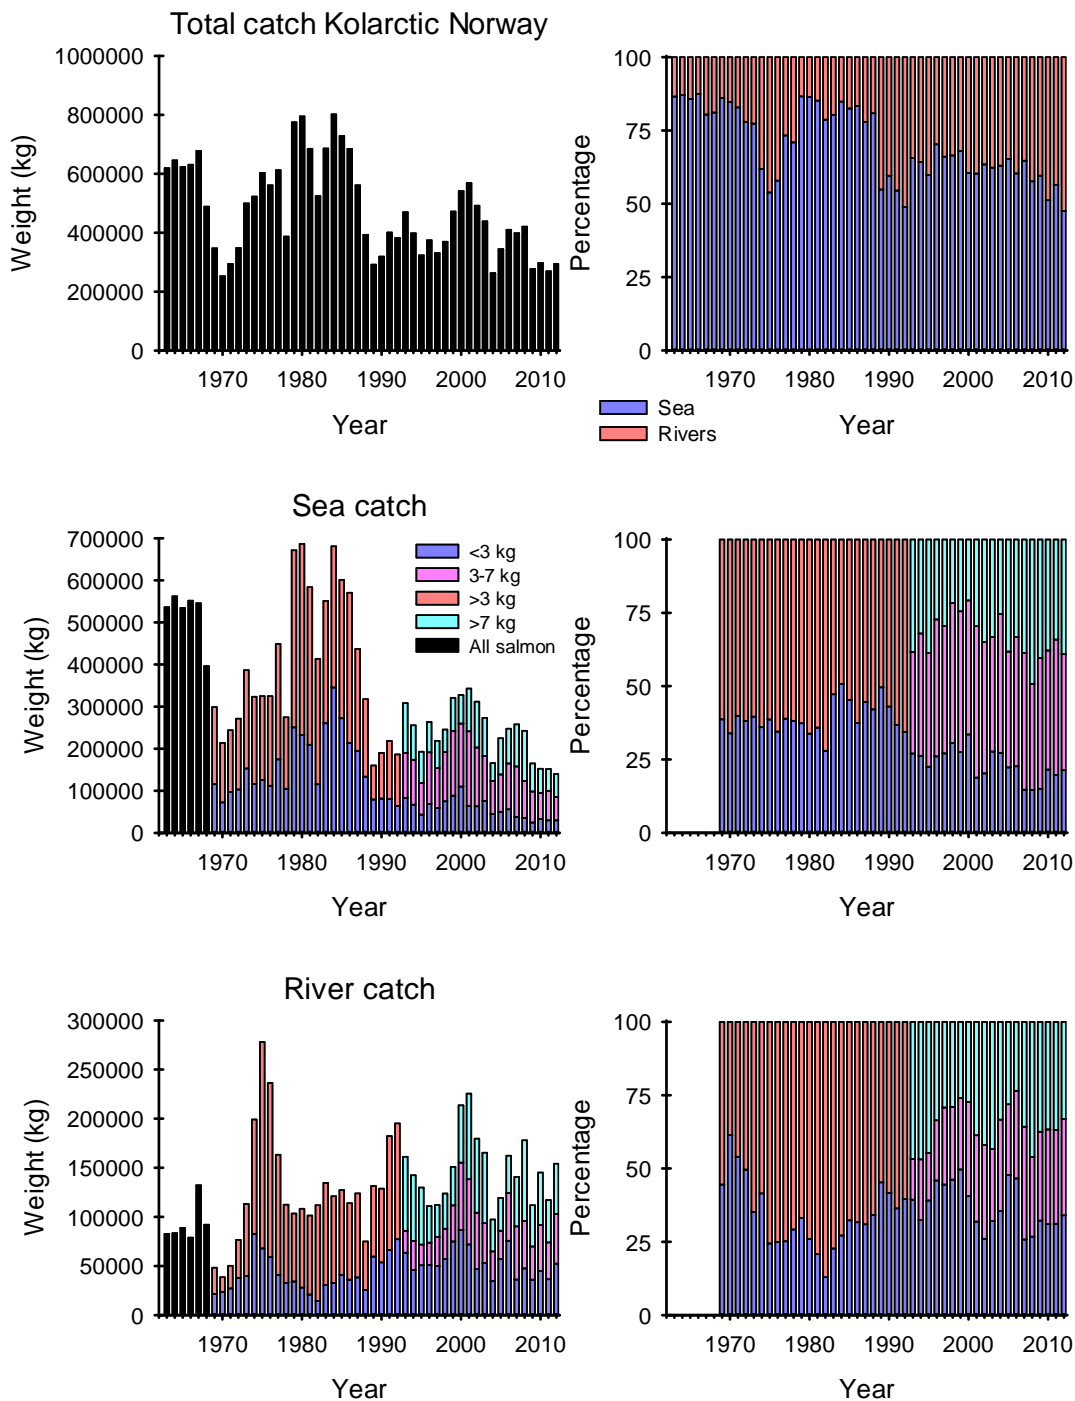 Total catch Kolarctic Norway
Weight (kg)
1000000
800000
600000
400000
200000
0
1970 1980 1990 2000 2010
Year
Percentage
100
75
50
25
0
1970 1980 1990 2000 2010
Year
Sea
Rivers
Sea catch
Weight (kg)
700000
600000
500000
400000
300000
200000
100000
0
<3 kg
3-7 kg
>3 kg
>7 kg
All salmon
1970 1980 1990 2000 2010
Year
Percentage
100
75
50
25
0
1970 1980 1990 2000 2010
Year
River catch
Weight (kg)
300000
250000
200000
150000
100000
50000
0
1970 1980 1990 2000 2010
Year
Percentage
100
75
50
25
0
1970 1980 1990 2000 2010
Year